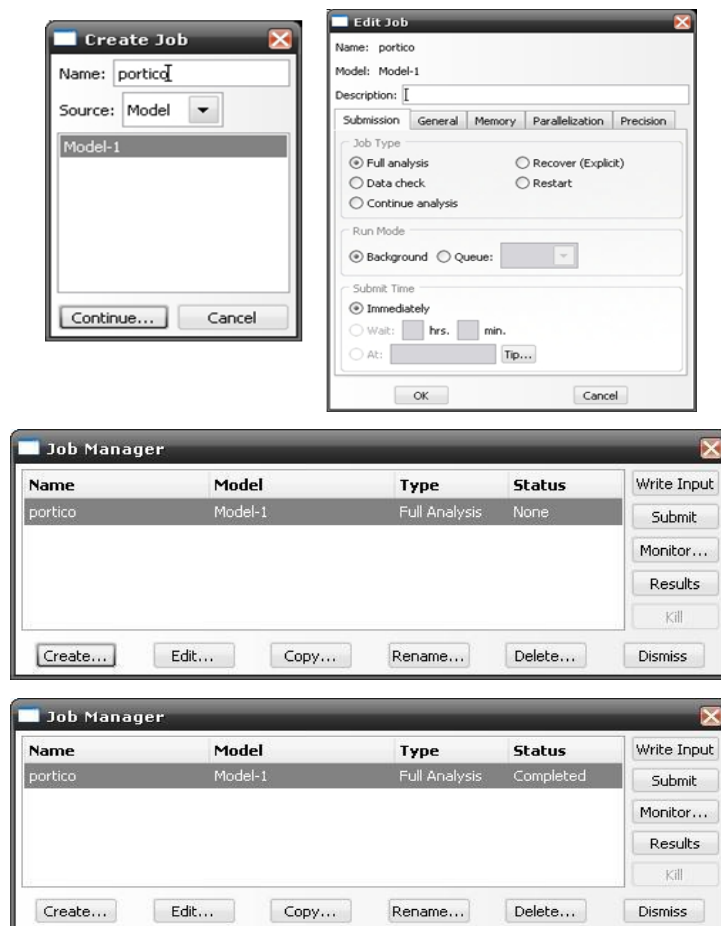 Create Job
Name: portico
Source: Model
Model-1
Continue... Cancel
Edit Job
Name: portico
Model: Model-1
Description:
Submission General Memory Parallelization Precision
Job Type
Full analysis Recover (Explicit)
Data check Restart
Continue analysis
Run Mode
Background Queue:
Submit Time
Immediately
Wait: hrs. min.
At: Tip...
OK Cancel
Job Manager
Name Model Type Status Write Input
portico Model-1 Full Analysis None Submit
Monitor...
Results
Kill
Create... Edit... Copy... Rename... Delete... Dismiss
Job Manager
Name Model Type Status Write Input
portico Model-1 Full Analysis Completed Submit
Monitor...
Results
Kill
Create... Edit... Copy... Rename... Delete... Dismiss